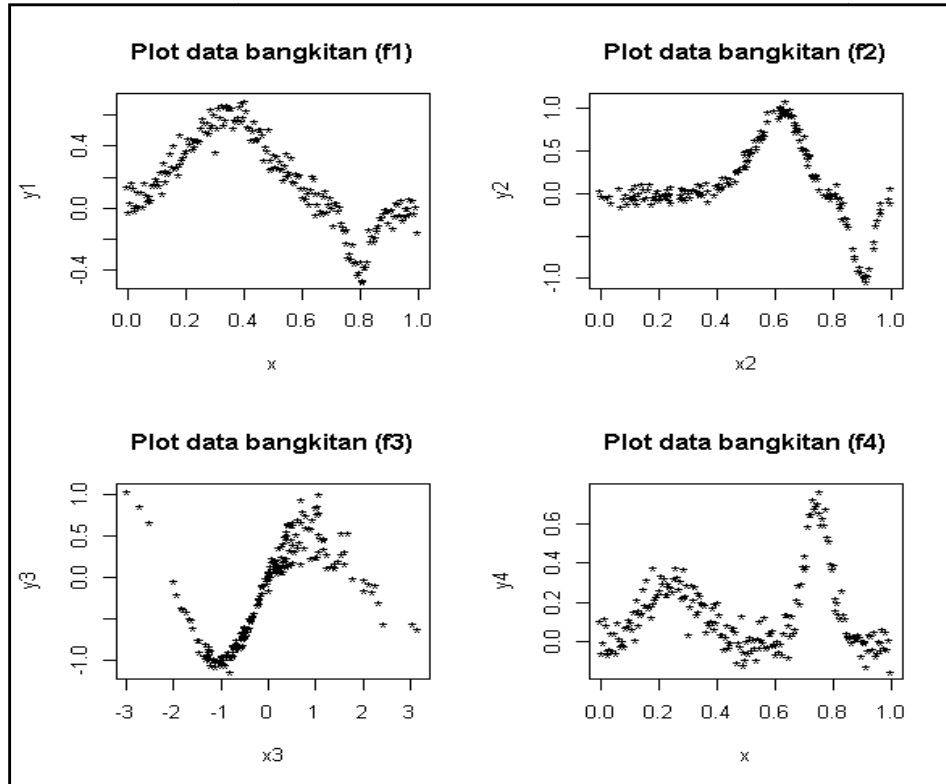 Plot data bangkitan (f1)
y1
0.4
0.0
-0.4
0.0 0.2 0.4 0.6 0.8 1.0
x
Plot data bangkitan (f2)
y2
1.0
0.5
0.0
-1.0
0.0 0.2 0.4 0.6 0.8 1.0
x2
Plot data bangkitan (f3)
y3
1.0
0.5
0.0
-1.0
-3 -2 -1 0 1 2 3
x3
Plot data bangkitan (f4)
y4
0.6
0.4
0.2
0.0
0.0 0.2 0.4 0.6 0.8 1.0
x